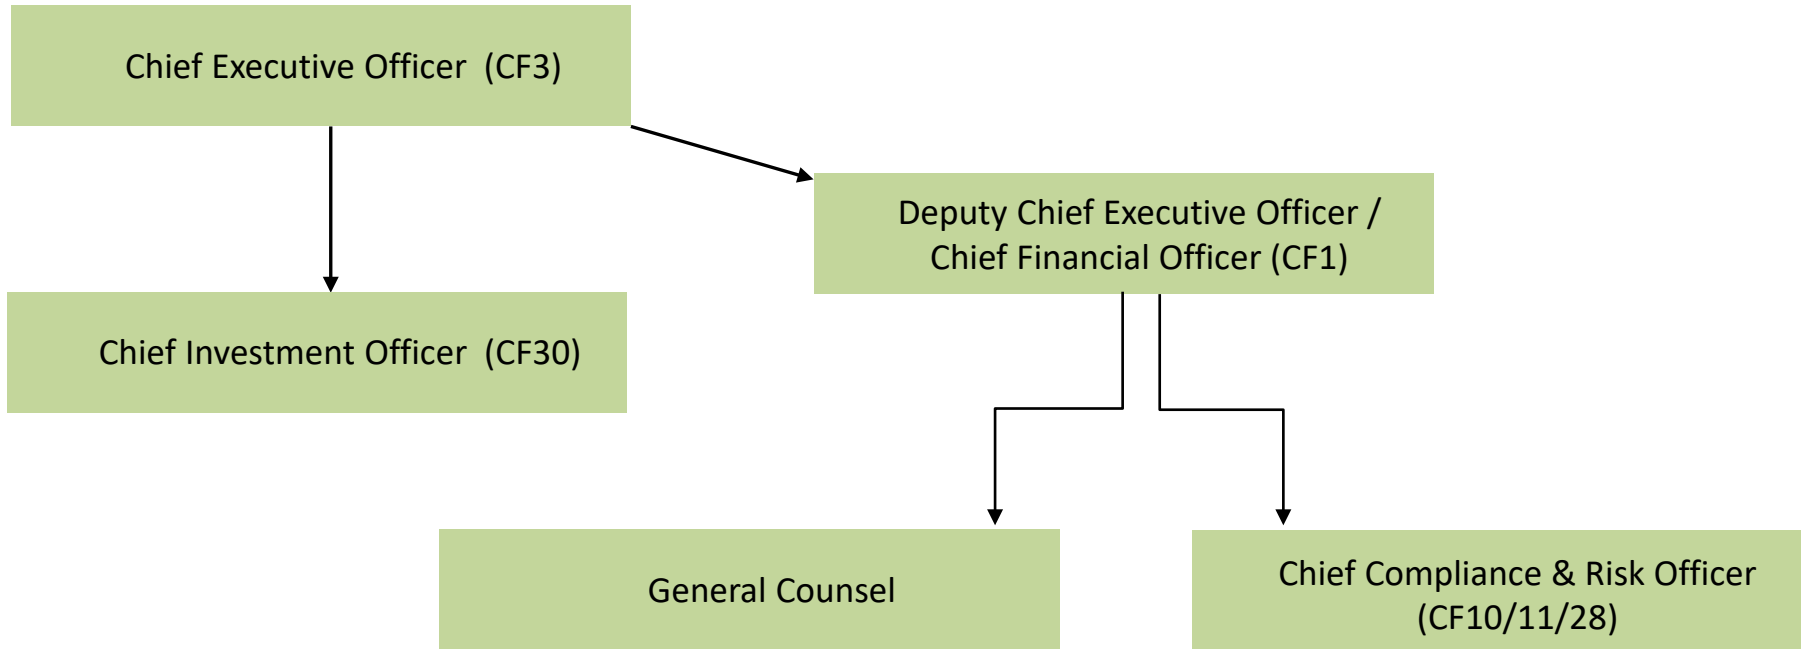 Chief Executive Officer (CF3)
Deputy Chief Executive Officer /
Chief Financial Officer (CF1)
Chief Investment Officer (CF30)
General Counsel
Chief Compliance & Risk Officer
(CF10/11/28)